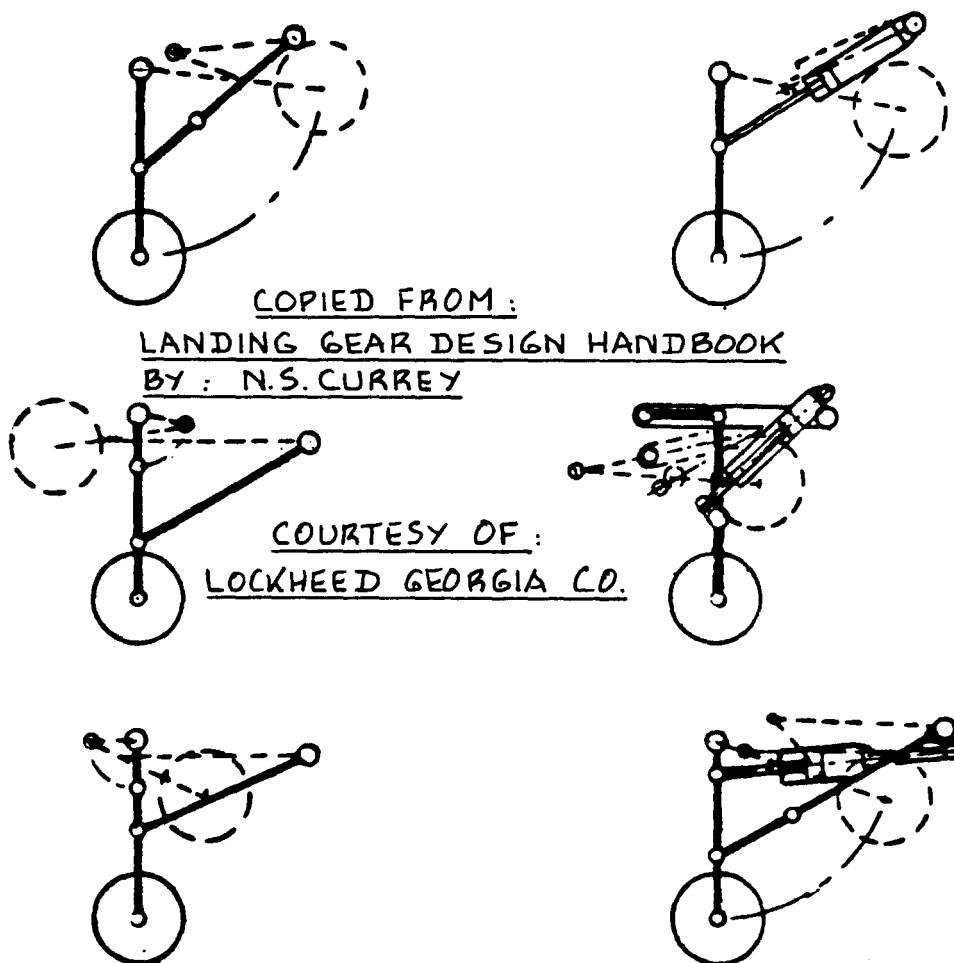 COPIED FROM:
LANDING GEAR DESIGN HANDBOOK
BY: N.S. CURREY
COURTESY OF:
LOCKHEED GEORGIA CO.